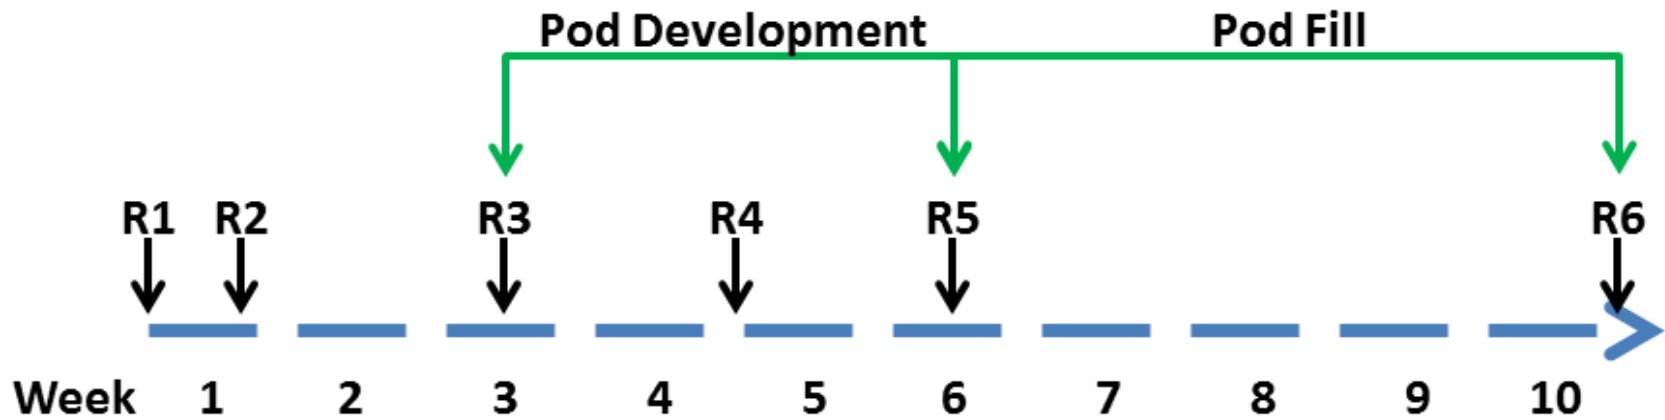 Pod Development Pod Fill
R1 R2 R3 R4 R5 R6
Week 1 2 3 4 5 6 7 8 9 10